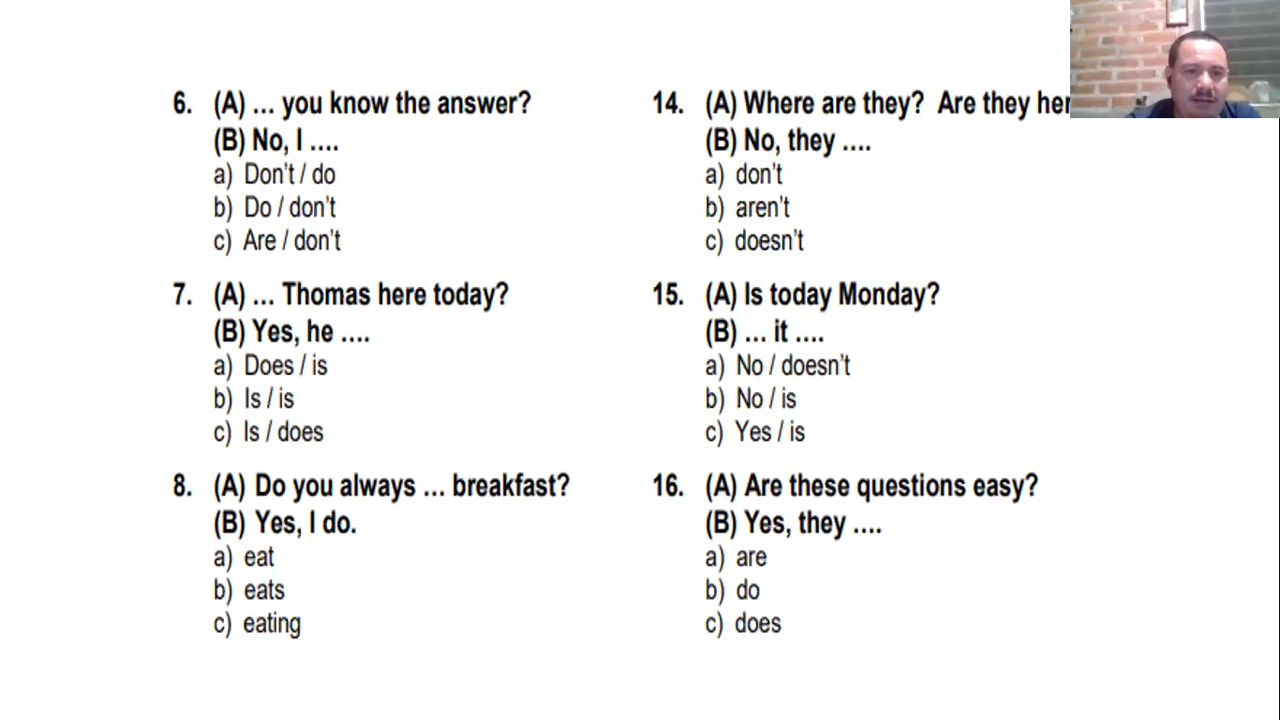 6. (A) … you know the answer?
(B) No, I ….
a) Don't / do
b) Do / don't
c) Are / don't
7. (A) … Thomas here today?
(B) Yes, he ….
a) Does / is
b) Is / is
c) Is / does
8. (A) Do you always … breakfast?
(B) Yes, I do.
a) eat
b) eats
c) eating
14. (A) Where are they? Are they
(B) No, they ….
a) don't
b) aren't
c) doesn't
15. (A) Is today Monday?
(B) … it ….
a) No / doesn't
b) No / is
c) Yes / is
16. (A) Are these questions easy?
(B) Yes, they ….
a) are
b) do
c) does